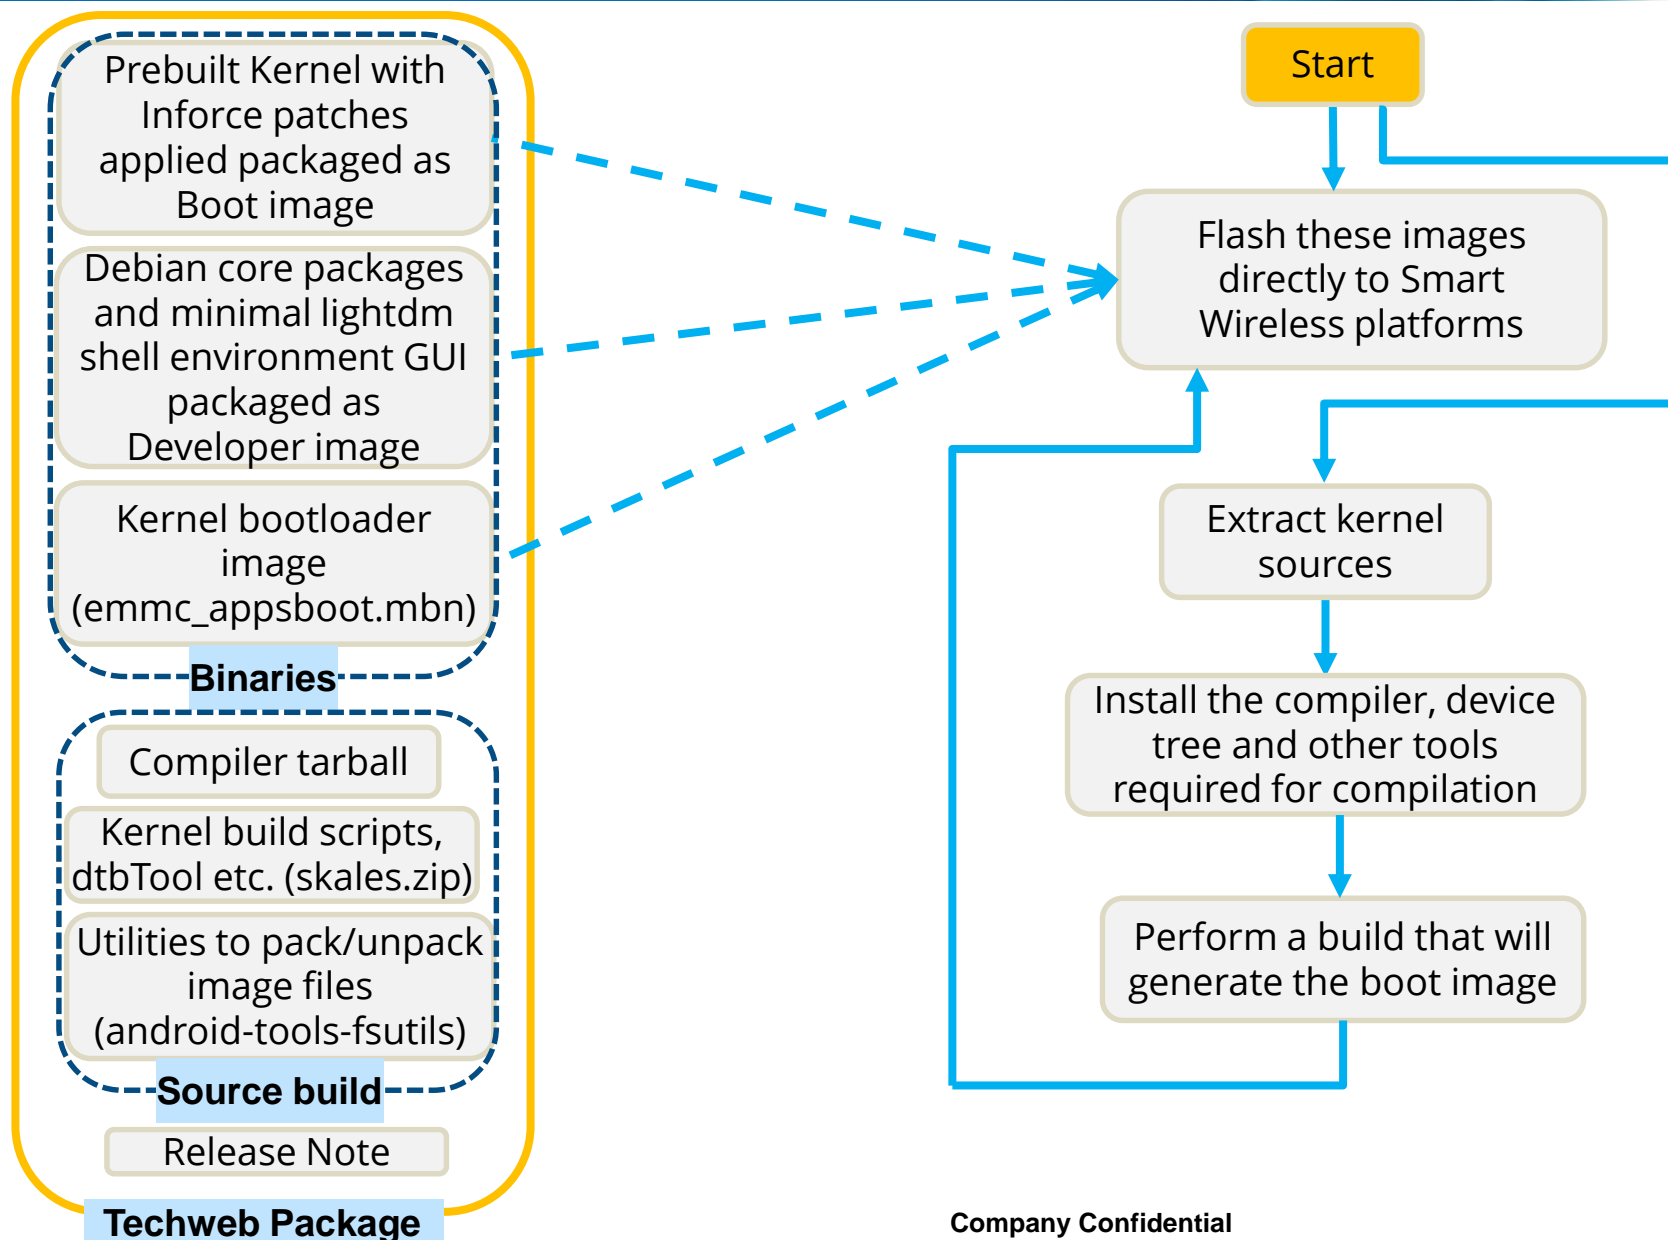 Prebuilt Kernel with
Inforce patches
applied packaged as
Boot image
Debian core packages
and minimal lightdm
shell environment GUI
packaged as
Developer image
Kernel bootloader
image
(emmc_appsboot.mbn)
Binaries
Compiler tarball
Kernel build scripts,
dtbTool etc. (skales.zip)
Utilities to pack/unpack
image files
(android-tools-fsutils)
Source build
Release Note
Techweb Package
Start
Flash these images
directly to Smart
Wireless platforms
Extract kernel
sources
Install the compiler, device
tree and other tools
required for compilation
Perform a build that will
generate the boot image
Company Confidential